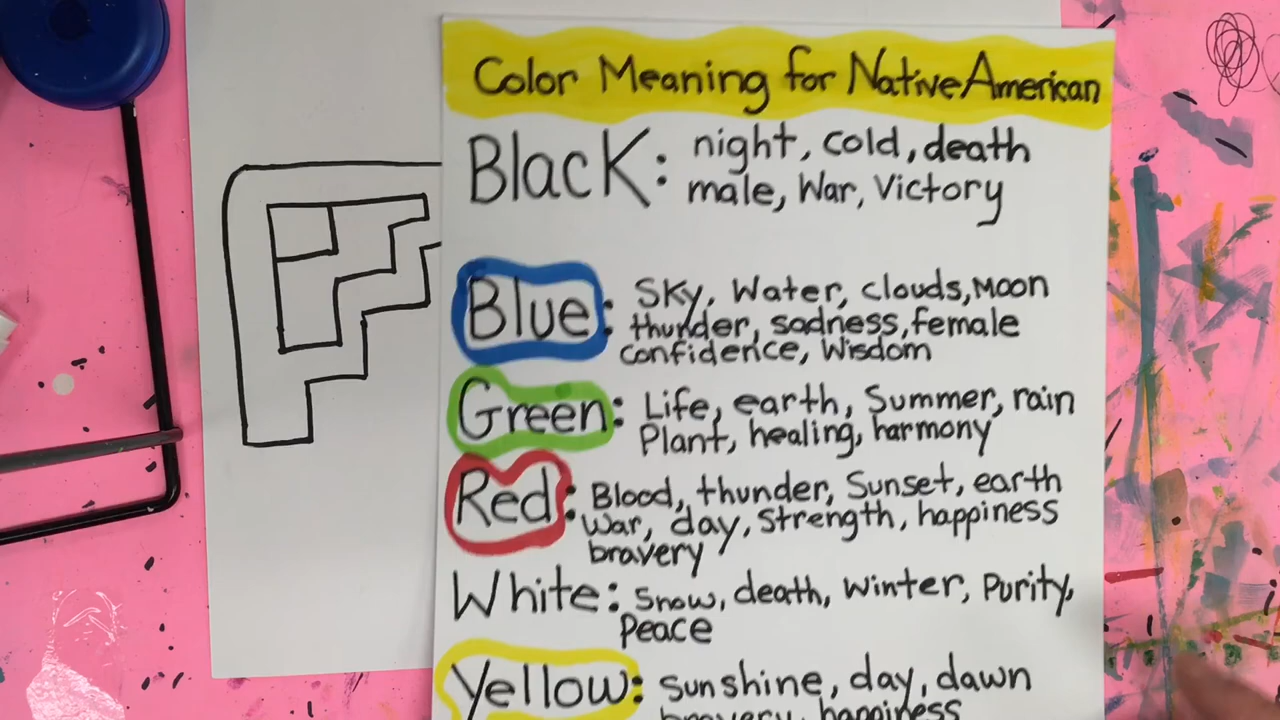 Color Meaning for Native American
Black: night, cold, death
male, War, Victory
Blue: Sky, Water, clouds, Moon
thunder, sadness, female
confidence, Wisdom
Green: Life, earth, Summer, rain
Plant, healing, harmony
Red: Blood, thunder, Sunset, earth
War, day, Strength, happiness
bravery
White: Snow, death, Winter, Purity,
Peace
Yellow: sunshine, day, dawn
bravery, happiness